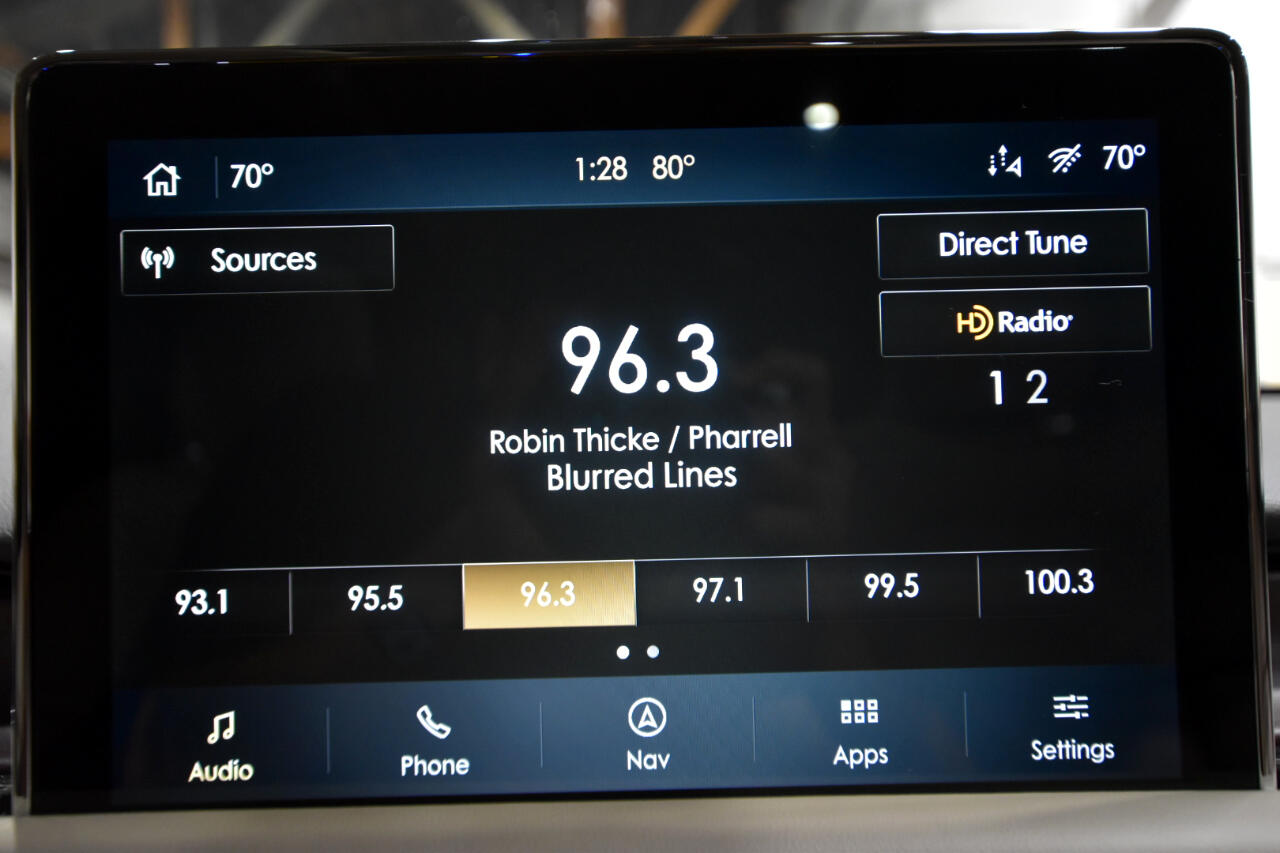 70° 1:28 80° 70°
Sources
Direct Tune
HD Radio
1 2
96.3
Robin Thicke / Pharrell
Blurred Lines
93.1 95.5 96.3 97.1 99.5 100.3
Audio Phone Nav Apps Settings